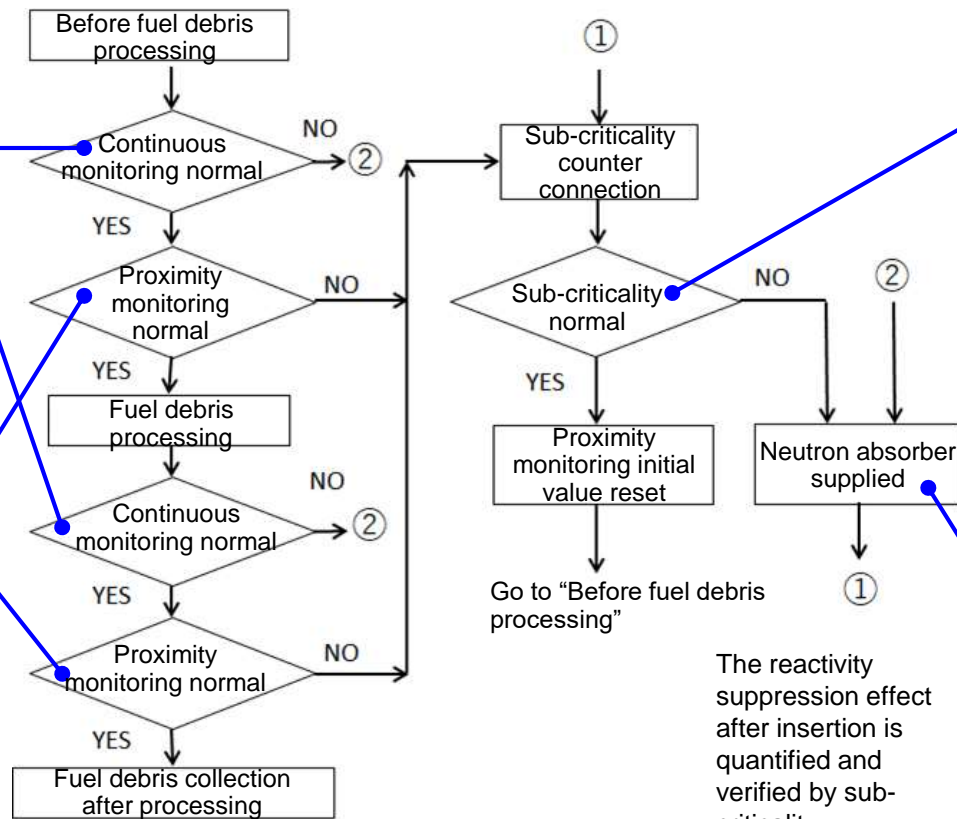 Before fuel debris
processing
Continuous
monitoring normal
NO
②
YES
Proximity
monitoring
normal
NO
YES
Fuel debris
processing
Continuous
monitoring normal
NO
②
YES
Proximity
monitoring normal
NO
YES
Fuel debris collection
after processing
①
Sub-criticality
counter
connection
Sub-criticality
normal
NO
②
YES
Proximity
monitoring initial
value reset
Neutron absorber
supplied
Go to “Before fuel debris
processing”
①
The reactivity
suppression effect
after insertion is
quantified and
verified by sub-